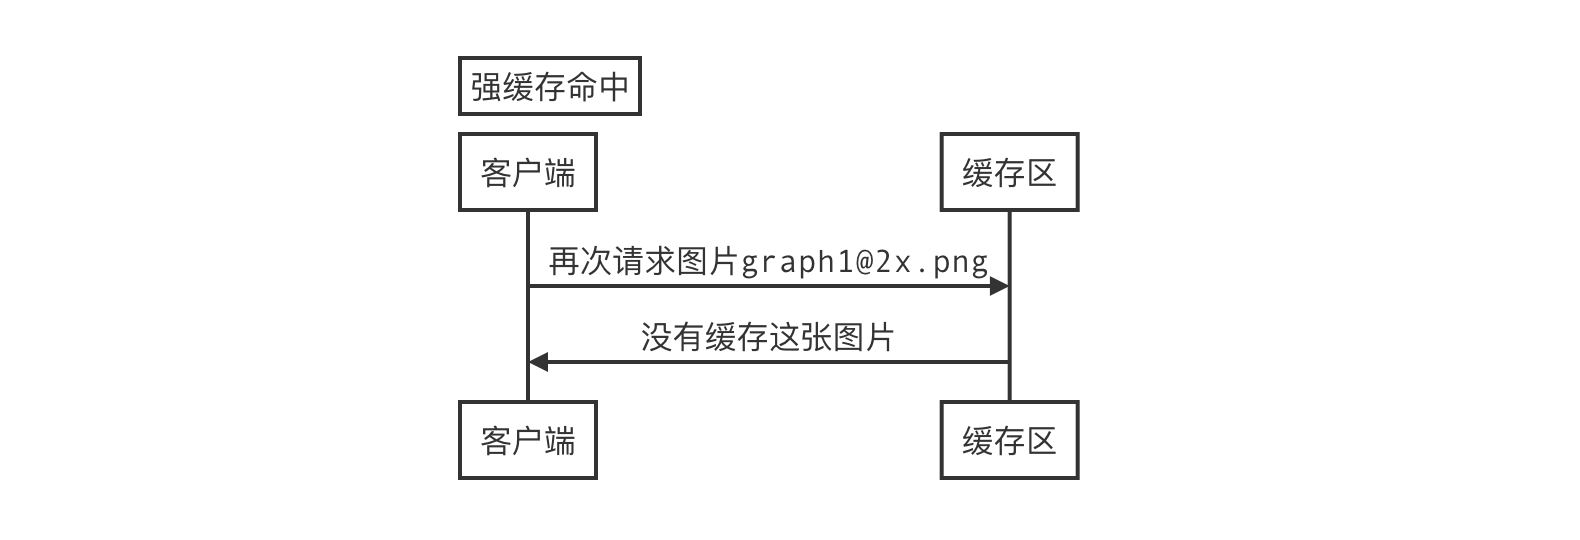 强缓存命中
客户端
缓存区
再次请求图片graph1@2x.png
没有缓存这张图片
客户端
缓存区